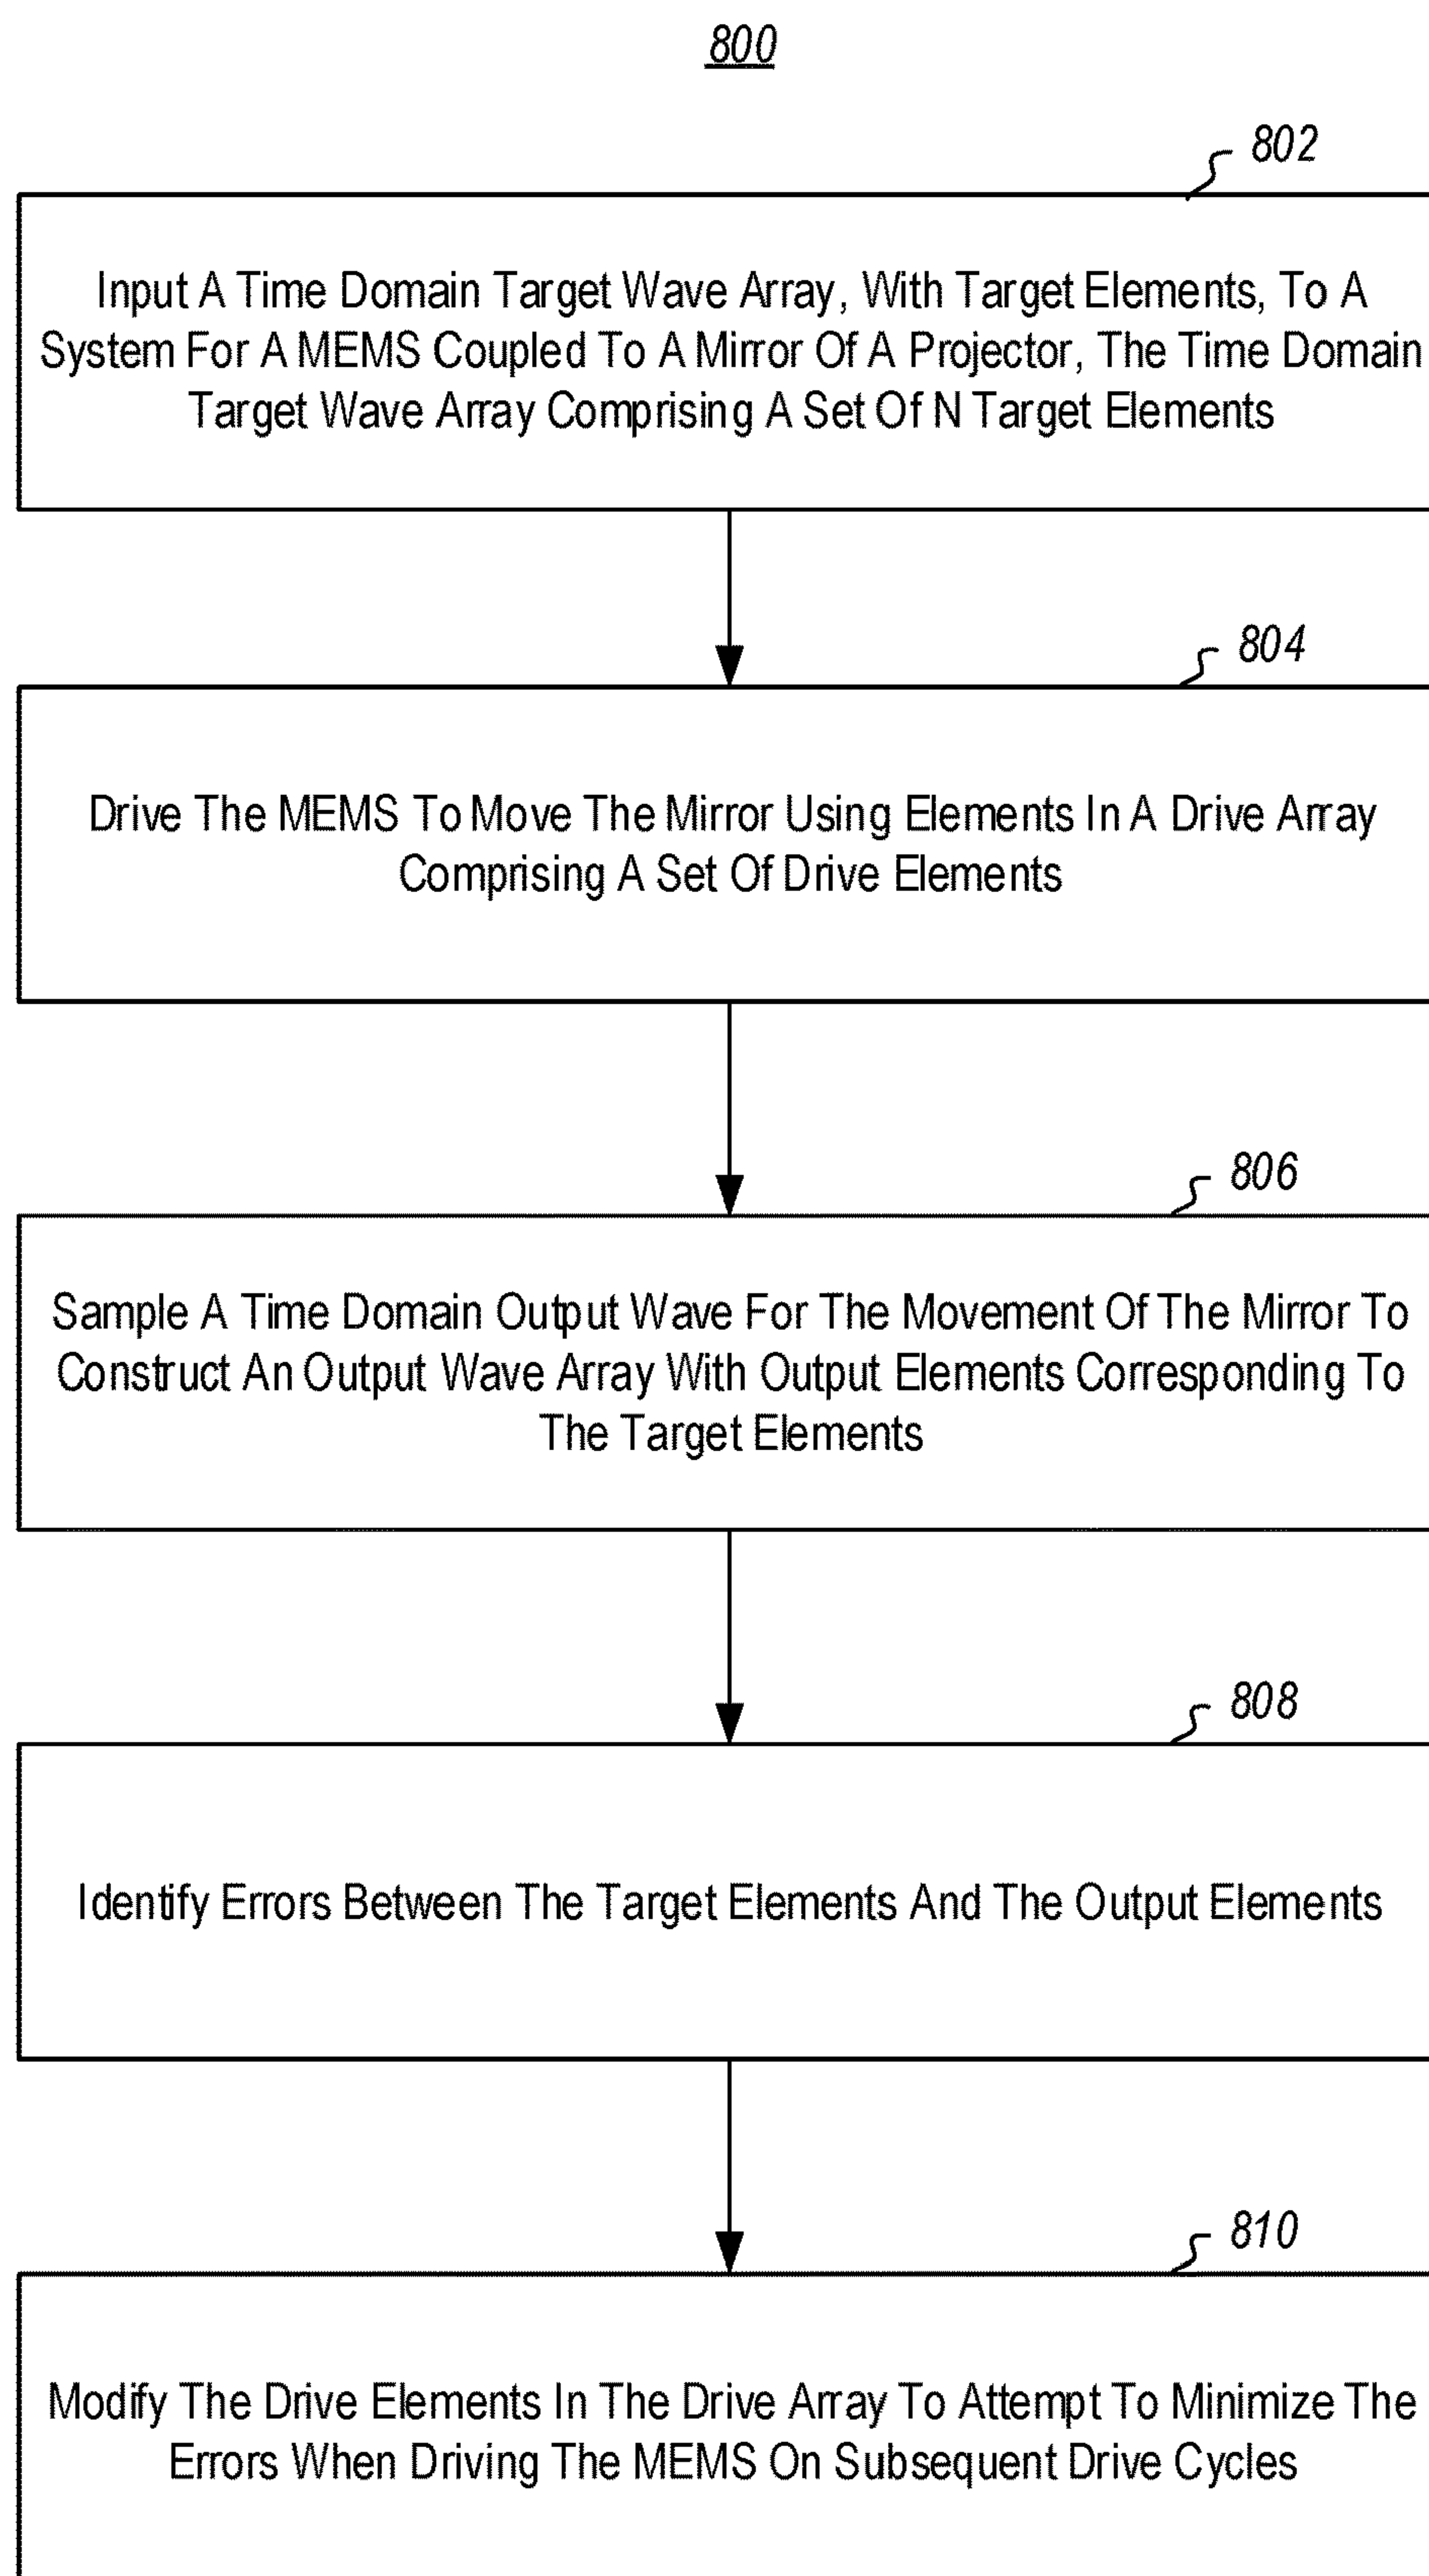 800
802
Input A Time Domain Target Wave Array, With Target Elements, To A
System For A MEMS Coupled To A Mirror Of A Projector, The Time Domain
Target Wave Array Comprising A Set Of N Target Elements
804
Drive The MEMS To Move The Mirror Using Elements In A Drive Array
Comprising A Set Of Drive Elements
806
Sample A Time Domain Output Wave For The Movement Of The Mirror To
Construct An Output Wave Array With Output Elements Corresponding To
The Target Elements
808
Identify Errors Between The Target Elements And The Output Elements
810
Modify The Drive Elements In The Drive Array To Attempt To Minimize The
Errors When Driving The MEMS On Subsequent Drive Cycles